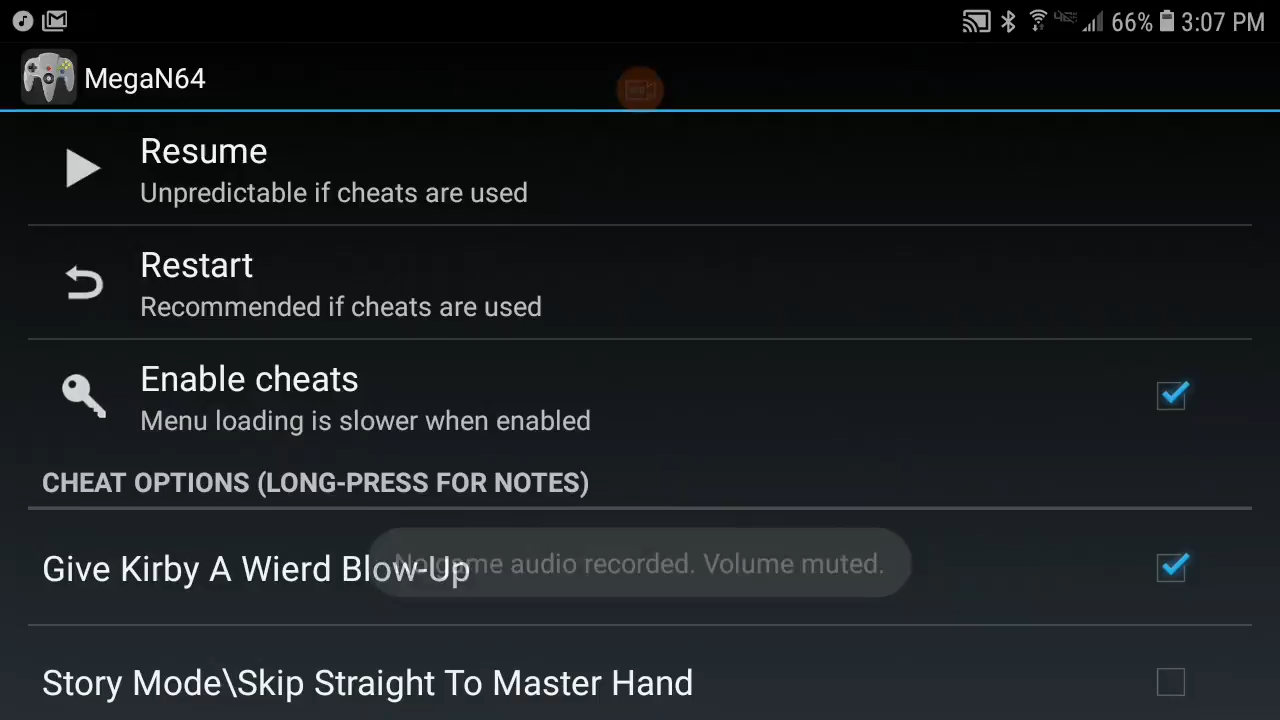 66% 3:07 PM
MegaN64
Resume
Unpredictable if cheats are used
Restart
Recommended if cheats are used
Enable cheats
Menu loading is slower when enabled
CHEAT OPTIONS (LONG-PRESS FOR NOTES)
Give Kirby A Wierd Blow-Up
No game audio recorded. Volume muted.
Story Mode\Skip Straight To Master Hand